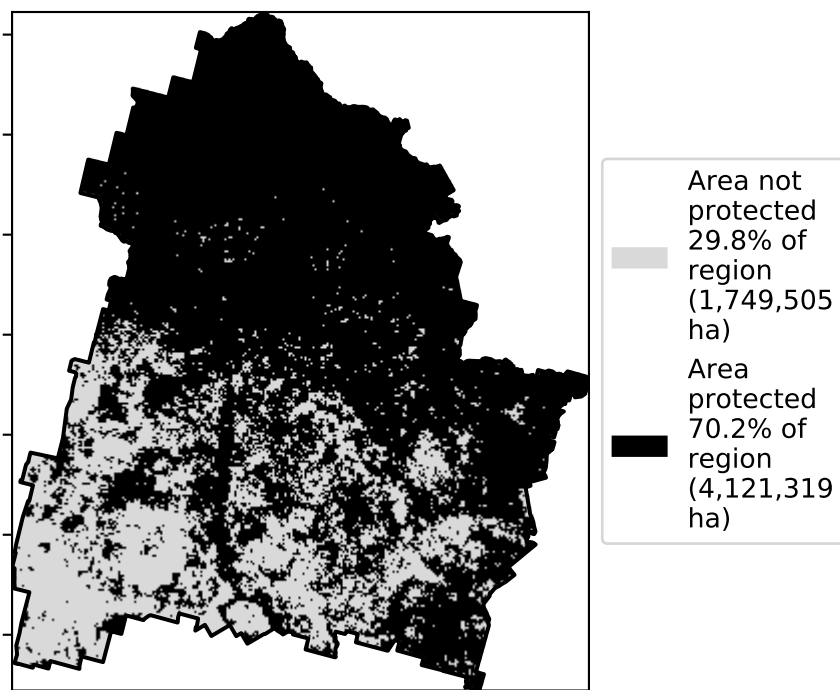 Area not
protected
29.8% of
region
(1,749,505
ha)
Area
protected
70.2% of
region
(4,121,319
ha)